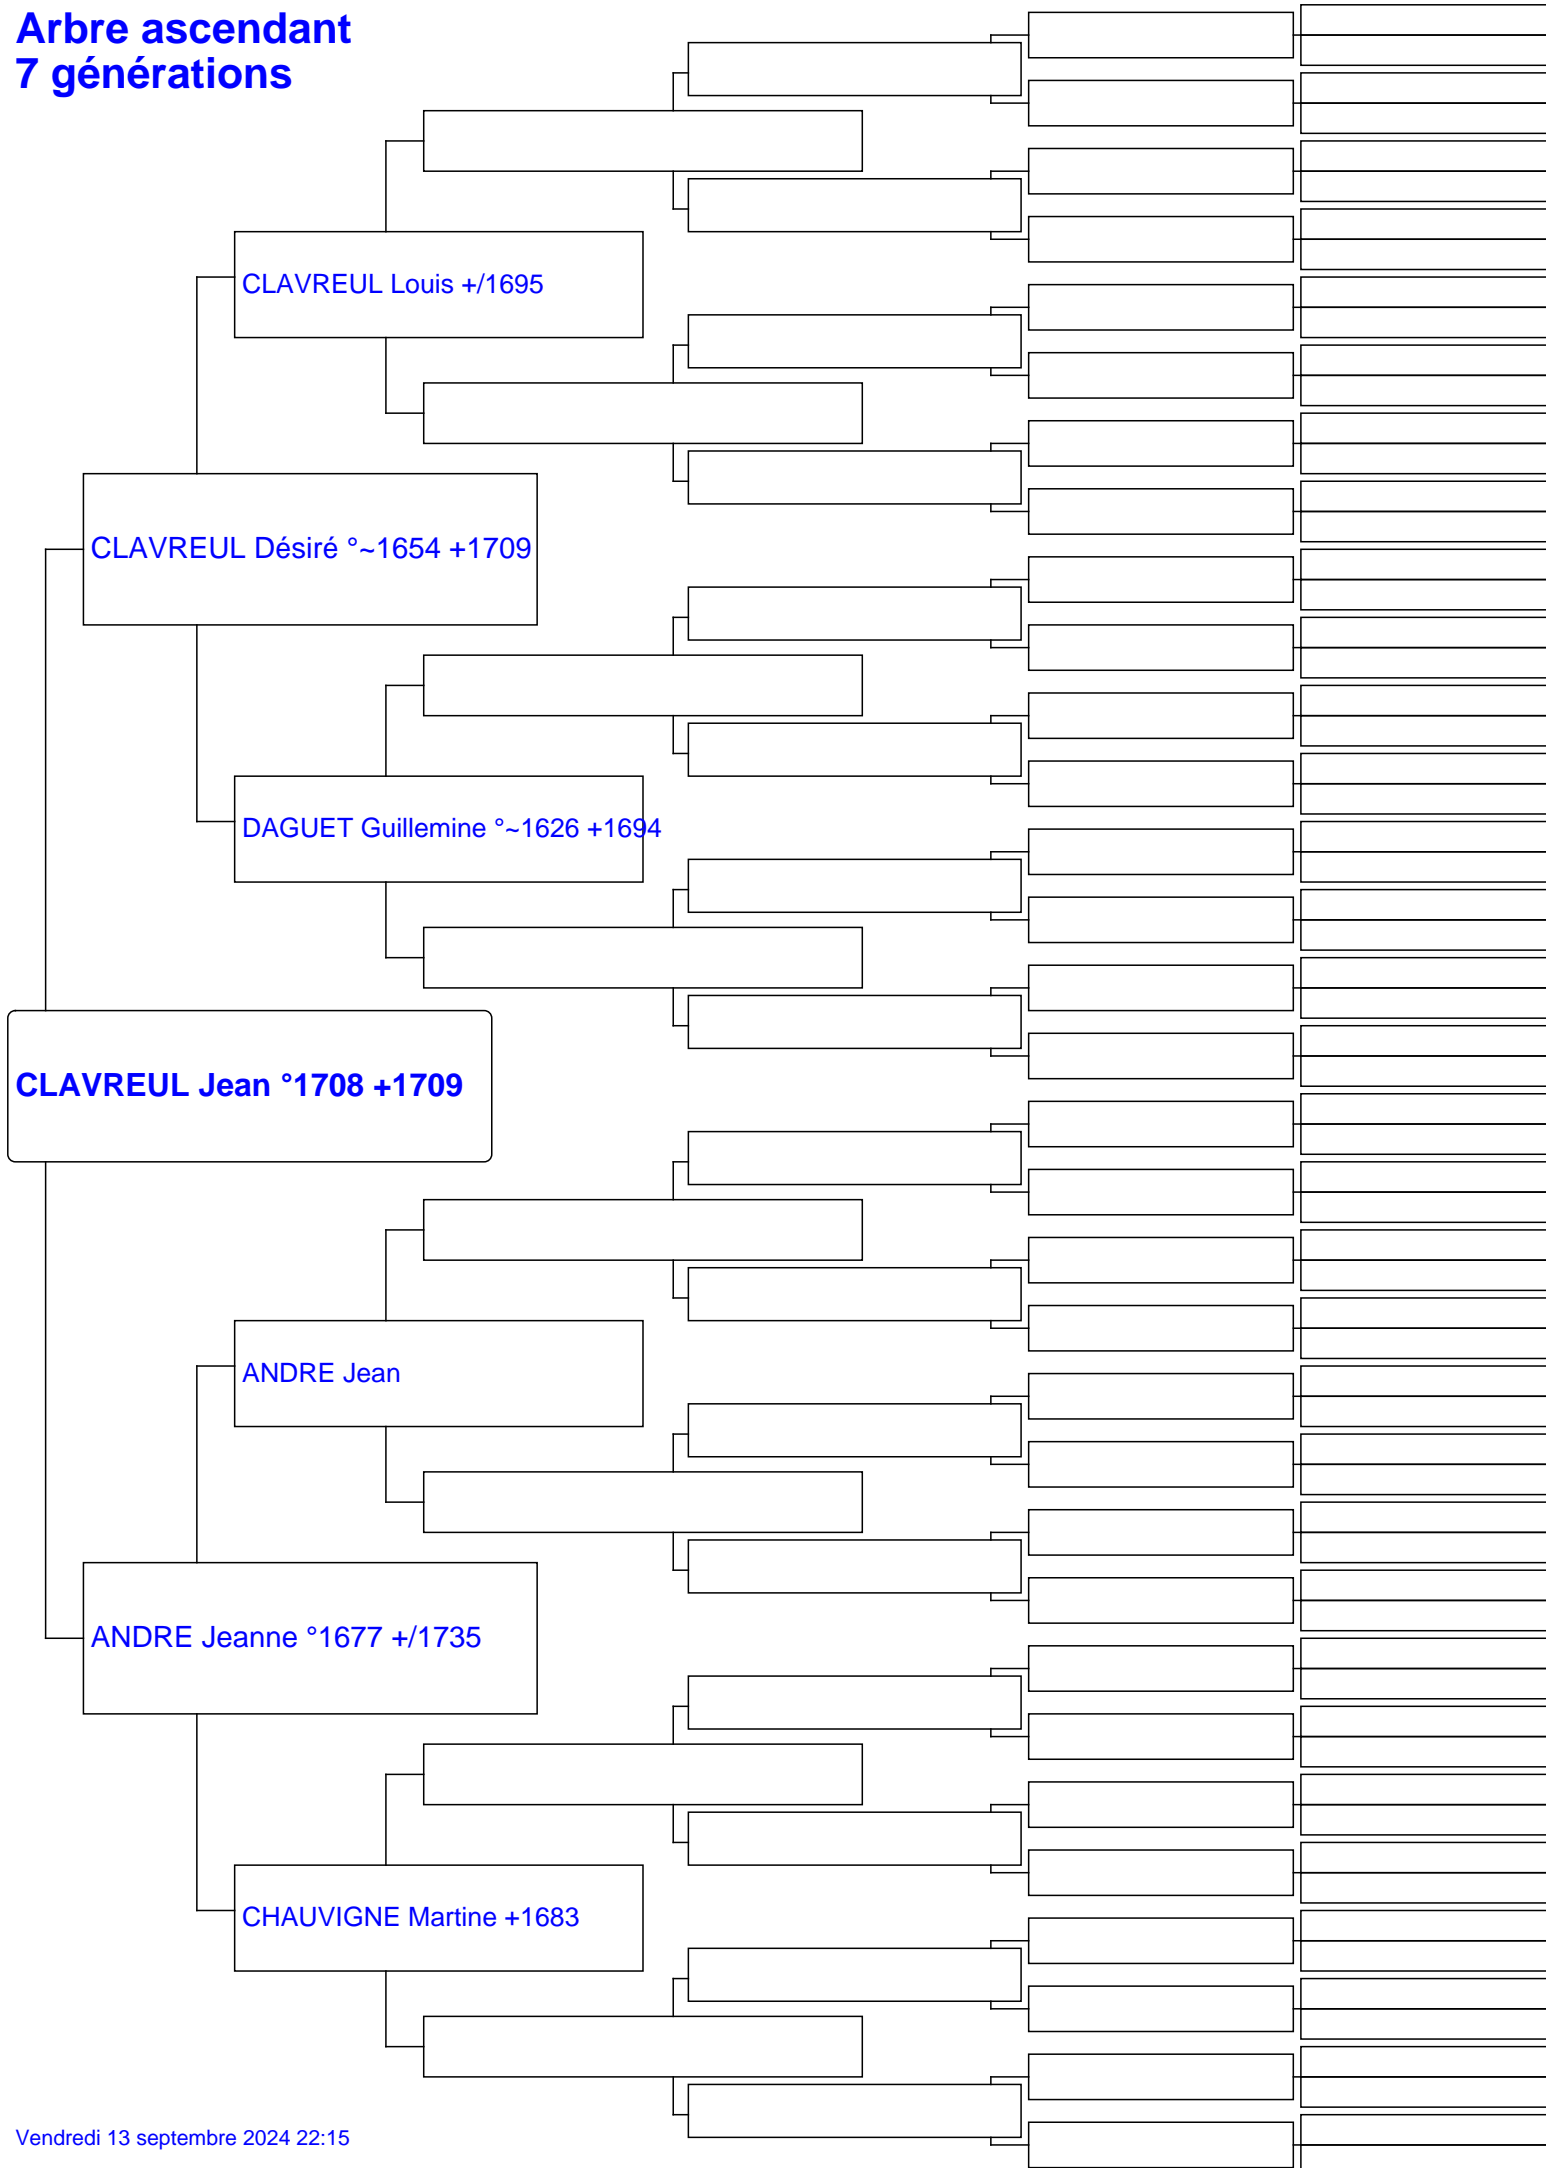 Arbre ascendant
7 générations
CLAVREUL Louis +/1695
CLAVREUL Désiré °~1654 +1709
DAGUET Guillemine °~1626 +1694
CLAVREUL Jean °1708 +1709
ANDRE Jean
ANDRE Jeanne °1677 +/1735
CHAUVIGNE Martine +1683
Vendredi 13 septembre 2024 22:15